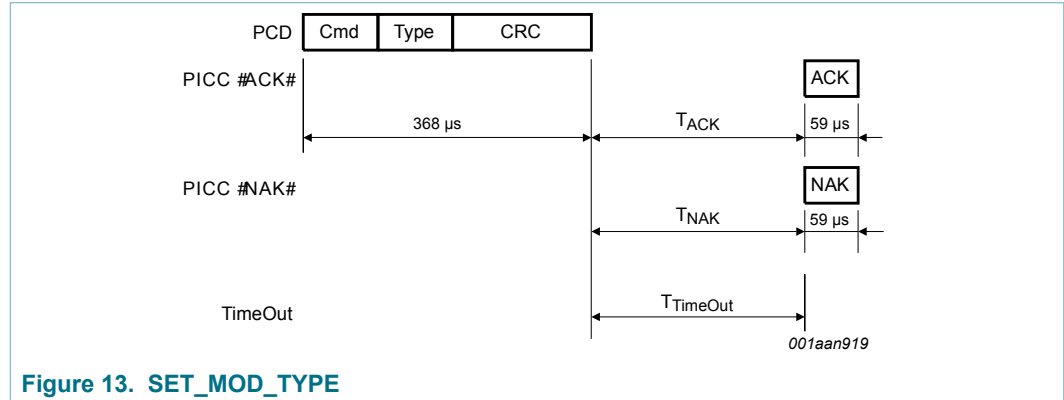 PCD Cmd Type CRC
PICC #ACK# ACK
368 µs TACK 59 µs
PICC #NAK# NAK
TNAK 59 µs
TimeOut TTimeOut
001aan919
Figure 13. SET_MOD_TYPE